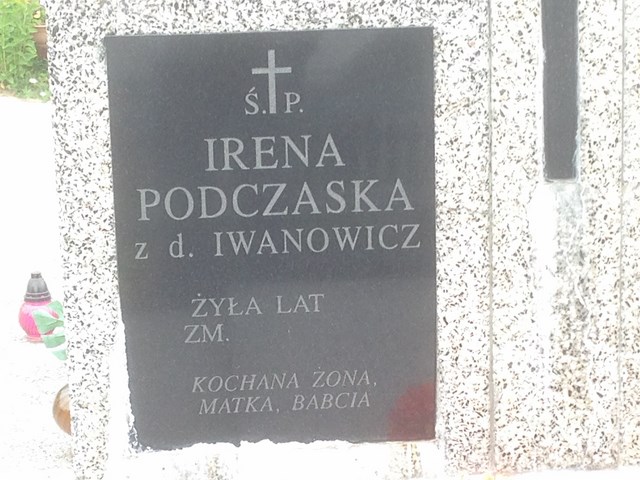 Ś. P.
IRENA
PODCZASKA
z d. IWANOWICZ
ŻYŁA LAT
ZM.
KOCHANA ŻONA,
MATKA, BABCIA